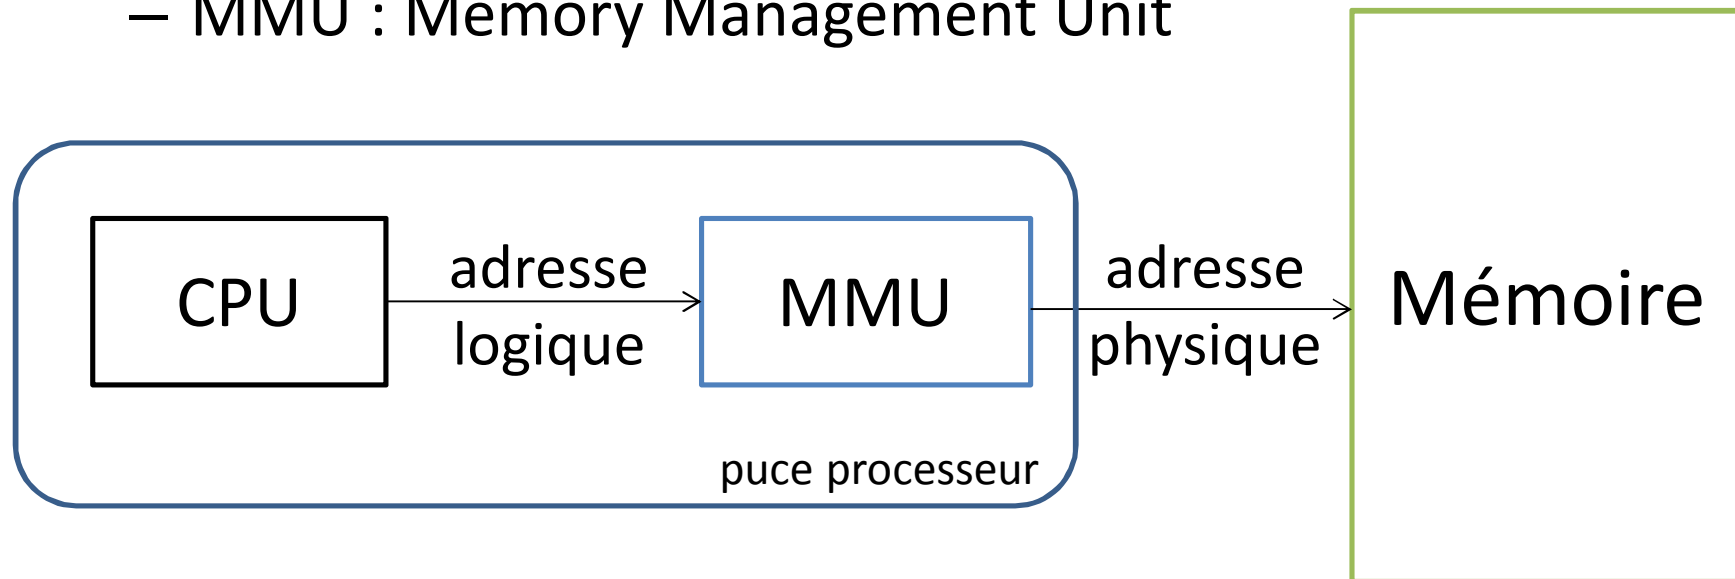 – MMU : Memory Management Unit
CPU
adresse
logique
MMU
adresse
physique
Mémoire
puce processeur